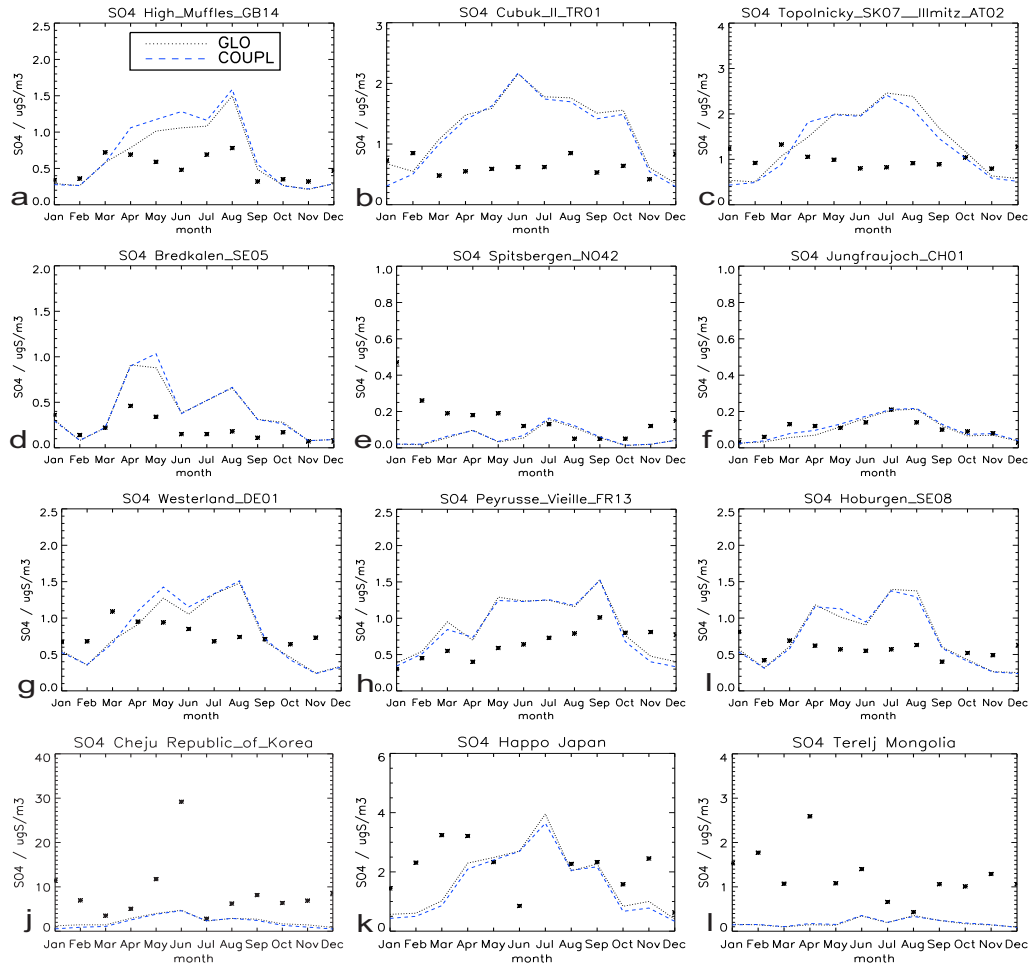 SO4 High_Muffles_GB14
GLO
COUPL
SO4 / ugS/m3
2.5
2.0
1.5
1.0
0.5
0.0
Jan Feb Mar Apr May Jun Jul Aug Sep Oct Nov Dec
month
a
SO4 Cubuk_II_TR01
3
2
1
0
SO4 / ugS/m3
Jan Feb Mar Apr May Jun Jul Aug Sep Oct Nov Dec
month
b
SO4 Topolnicky_SK07__Illmitz_AT02
4
3
2
1
0
SO4 / ugS/m3
Jan Feb Mar Apr May Jun Jul Aug Sep Oct Nov Dec
month
c
SO4 Bredkalen_SE05
2.0
1.5
1.0
0.5
0.0
SO4 / ugS/m3
Jan Feb Mar Apr May Jun Jul Aug Sep Oct Nov Dec
month
d
SO4 Spitsbergen_NO42
1.0
0.8
0.6
0.4
0.2
0.0
SO4 / ugS/m3
Jan Feb Mar Apr May Jun Jul Aug Sep Oct Nov Dec
month
e
SO4 Jungfraujoch_CH01
1.0
0.8
0.6
0.4
0.2
0.0
SO4 / ugS/m3
Jan Feb Mar Apr May Jun Jul Aug Sep Oct Nov Dec
month
f
SO4 Westerland_DE01
2.5
2.0
1.5
1.0
0.5
0.0
SO4 / ugS/m3
Jan Feb Mar Apr May Jun Jul Aug Sep Oct Nov Dec
month
g
SO4 Peyrusse_Vieille_FR13
2.5
2.0
1.5
1.0
0.5
0.0
SO4 / ugS/m3
Jan Feb Mar Apr May Jun Jul Aug Sep Oct Nov Dec
month
h
SO4 Hoburgen_SE08
2.5
2.0
1.5
1.0
0.5
0.0
SO4 / ugS/m3
Jan Feb Mar Apr May Jun Jul Aug Sep Oct Nov Dec
month
I
SO4 Cheju Republic_of_Korea
40
30
20
10
0
SO4 / ugS/m3
Jan Feb Mar Apr May Jun Jul Aug Sep Oct Nov Dec
month
j
SO4 Happo Japan
6
4
2
0
SO4 / ugS/m3
Jan Feb Mar Apr May Jun Jul Aug Sep Oct Nov Dec
month
k
SO4 Terelj Mongolia
4
3
2
1
0
SO4 / ugS/m3
Jan Feb Mar Apr May Jun Jul Aug Sep Oct Nov Dec
month
l